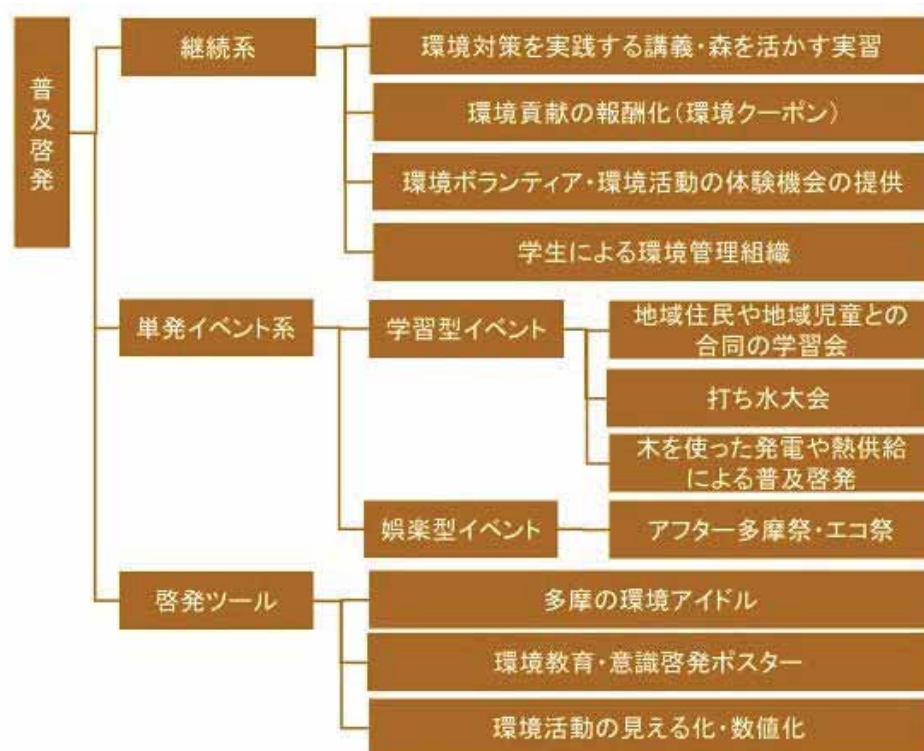 普及啓発
継続系
環境対策を実践する講義・森を活かす実習
環境貢献の報酬化(環境クーポン)
環境ボランティア・環境活動の体験機会の提供
学生による環境管理組織
単発イベント系
学習型イベント
地域住民や地域児童との
合同の学習会
打ち水大会
木を使った発電や熱供給
による普及啓発
娯楽型イベント
アフター多摩祭・エコ祭
啓発ツール
多摩の環境アイドル
環境教育・意識啓発ポスター
環境活動の見える化・数値化